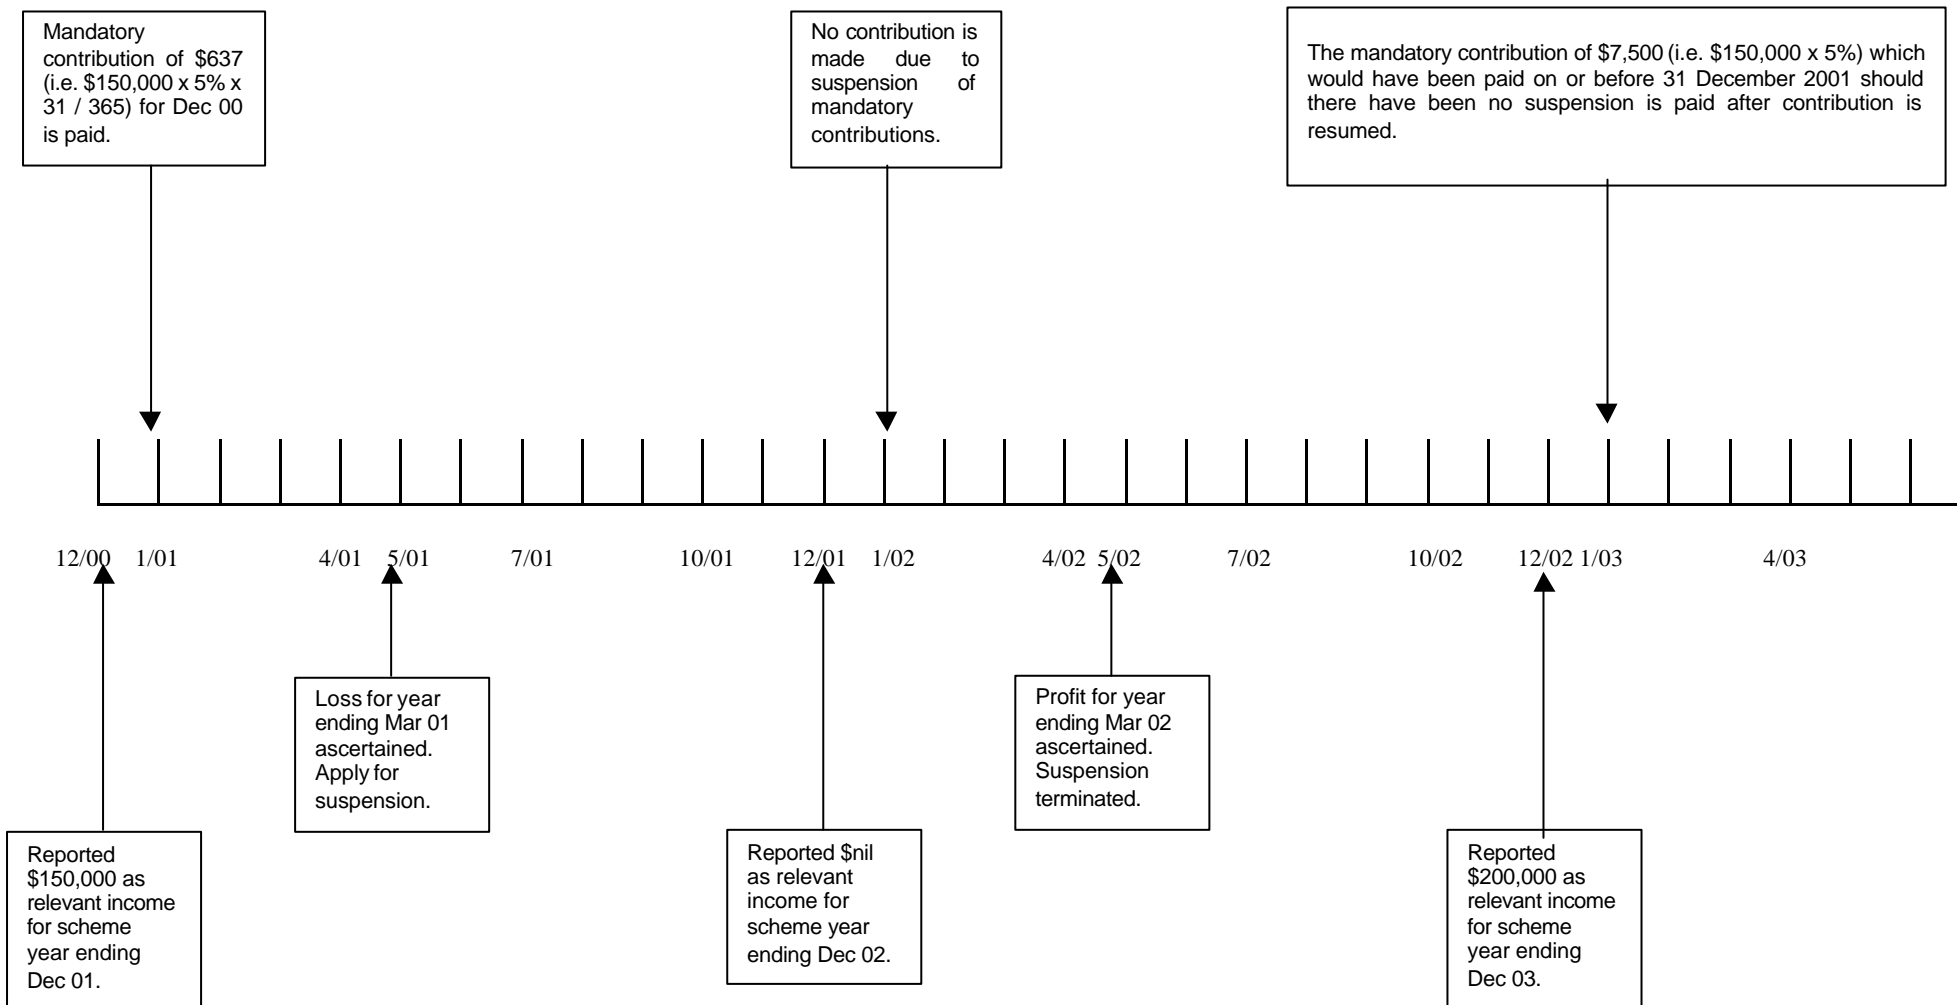 Mandatory
contribution of $637
(i.e. $150,000 x 5% x
31 / 365) for Dec 00
is paid.
No contribution is
made due to
suspension of
mandatory
contributions.
The mandatory contribution of $7,500 (i.e. $150,000 x 5%) which
would have been paid on or before 31 December 2001 should
there have been no suspension is paid after contribution is
resumed.
12/00 1/01 4/01 5/01 7/01 10/01 12/01 1/02 4/02 5/02 7/02 10/02 12/02 1/03 4/03
Loss for year
ending Mar 01
ascertained.
Apply for
suspension.
Profit for year
ending Mar 02
ascertained.
Suspension
terminated.
Reported
$150,000 as
relevant income
for scheme
year ending
Dec 01.
Reported $nil
as relevant
income for
scheme year
ending Dec 02.
Reported
$200,000 as
relevant income
for scheme
year ending
Dec 03.